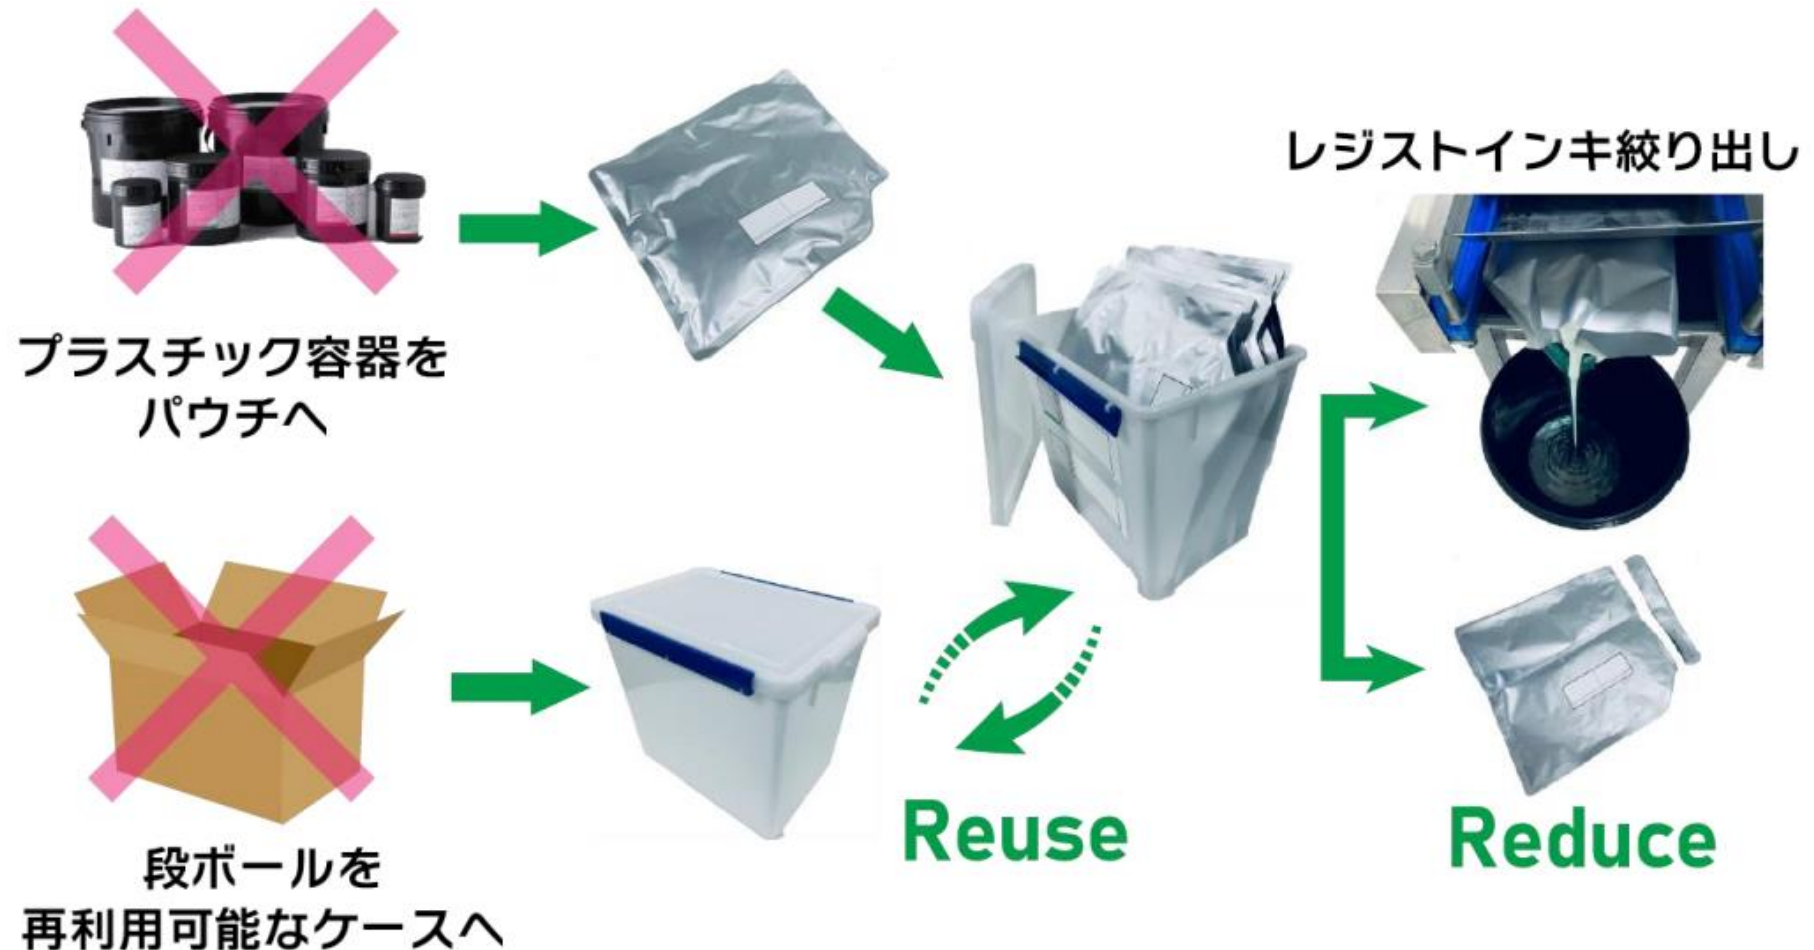 レジストインキ絞り出し
プラスチック容器を
パウチへ
段ボールを
再利用可能なケースへ
Reuse
Reduce